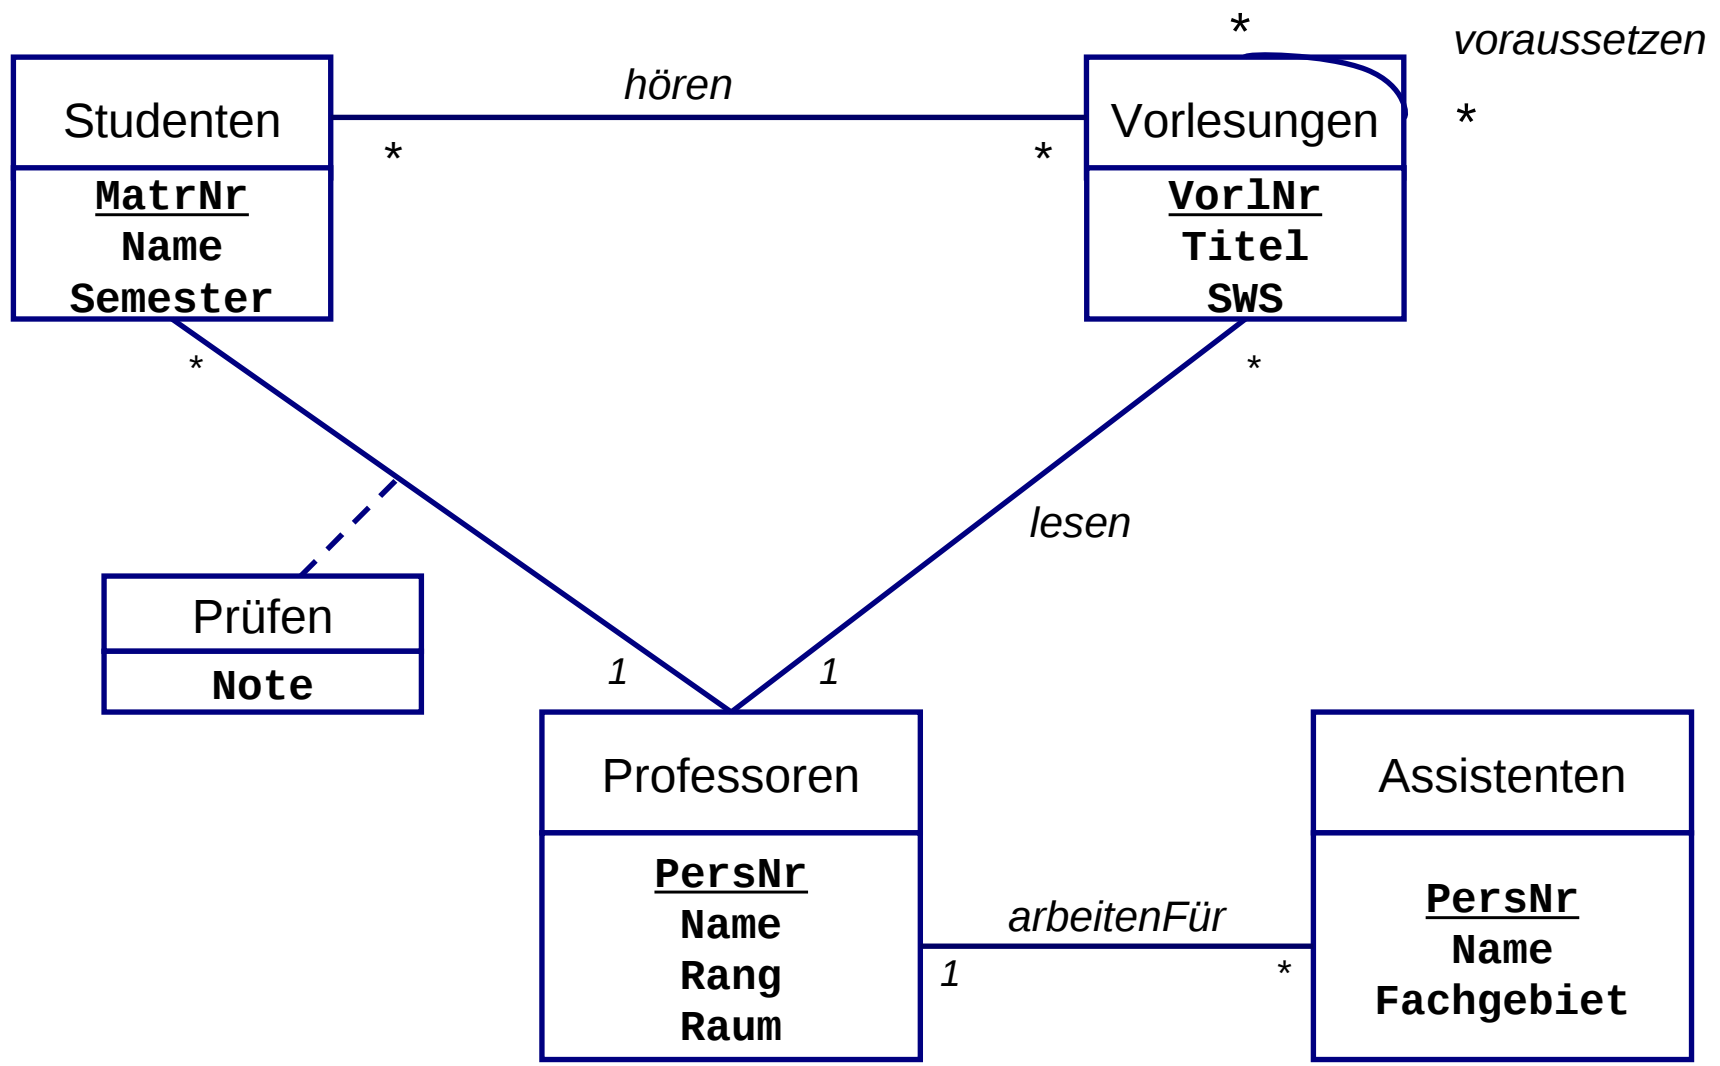 *
voraussetzen
Studenten
hören
Vorlesungen
*
*
*
MatrNr
Name
Semester
VorlNr
Titel
SWS
*
*
lesen
Prüfen
Note
1
1
Professoren
PersNr
Name
Rang
Raum
arbeitenFür
1
*
Assistenten
PersNr
Name
Fachgebiet